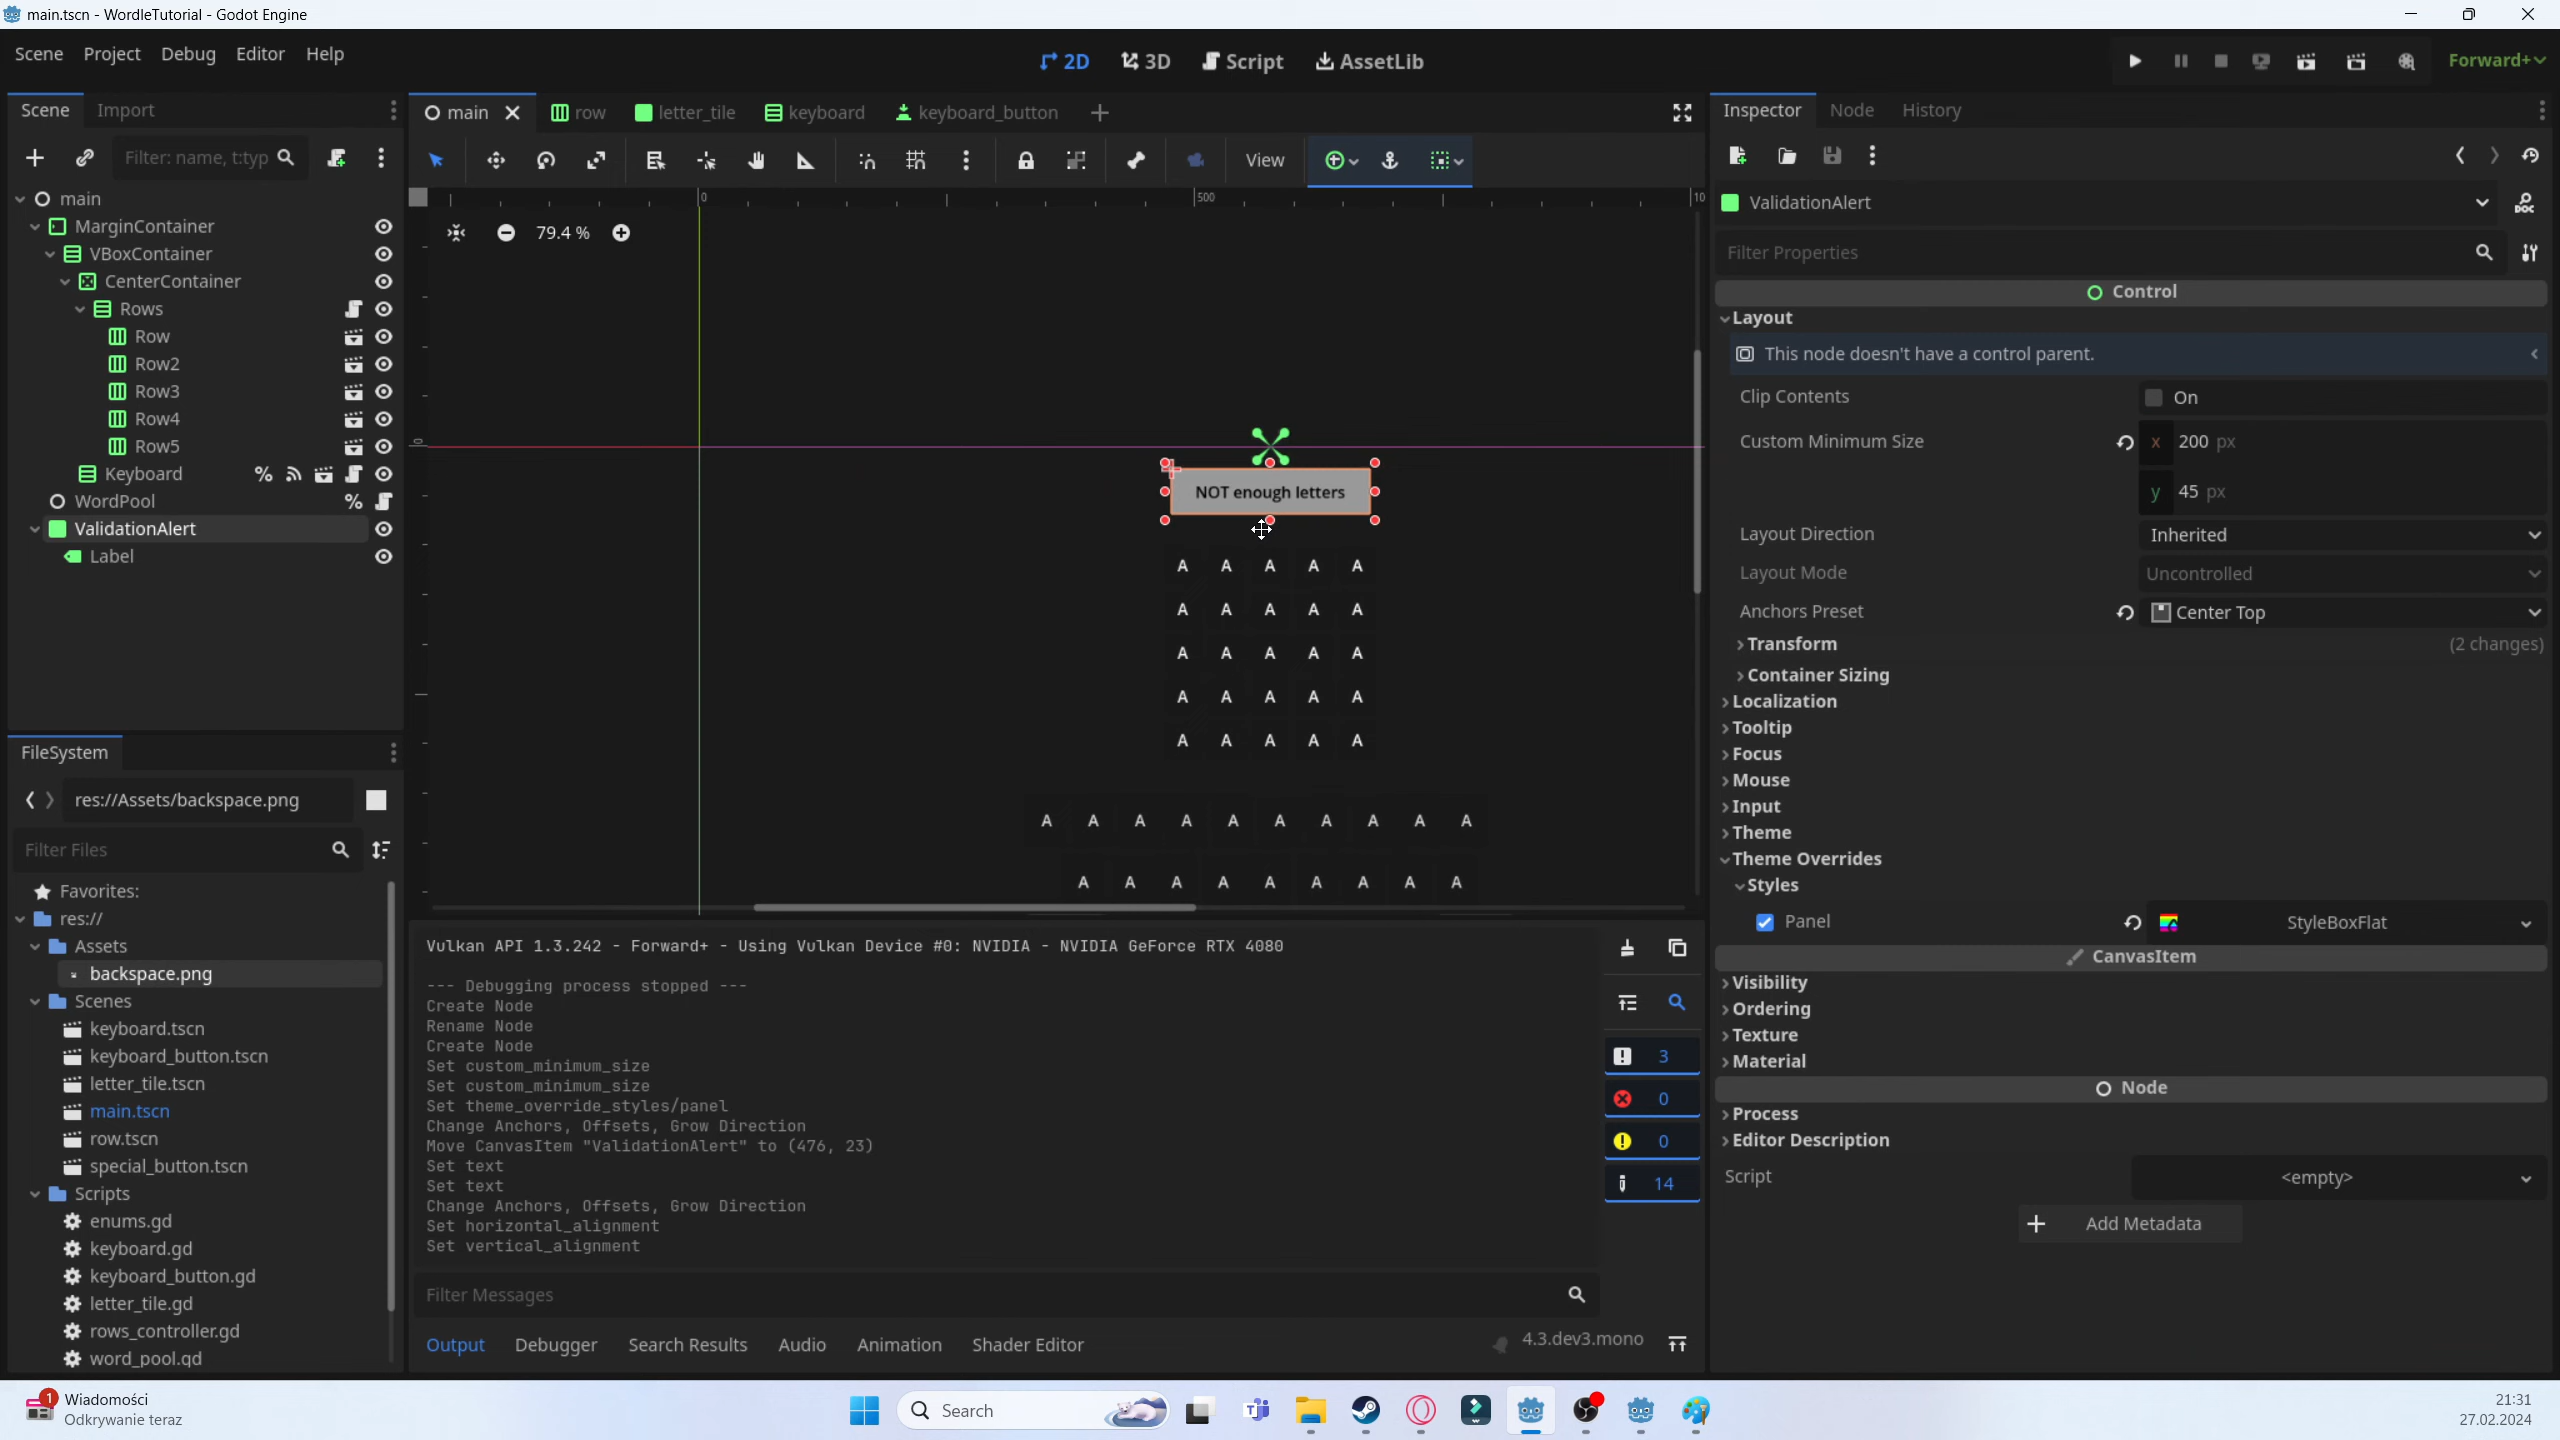 main.tscn - WordleTutorial - Godot Engine
Scene Project Debug Editor Help
2D 3D Script AssetLib
Forward+
Scene Import
Filter: name, t:typ
main
MarginContainer
VBoxContainer
CenterContainer
Rows
Row
Row2
Row3
Row4
Row5
Keyboard
WordPool
ValidationAlert
Label
FileSystem
res://Assets/backspace.png
Filter Files
Favorites:
res://
Assets
backspace.png
Scenes
keyboard.tscn
keyboard_button.tscn
letter_tile.tscn
main.tscn
row.tscn
special_button.tscn
Scripts
enums.gd
keyboard.gd
keyboard_button.gd
letter_tile.gd
rows_controller.gd
word_pool.gd
main row letter_tile keyboard keyboard_button
View
0 500 10
0
79.4 %
NOT enough letters
A A A A A
A A A A A
A A A A A
A A A A A
A A A A A
A A A A A A A A A A
A A A A A A A A A
Vulkan API 1.3.242 - Forward+ - Using Vulkan Device #0: NVIDIA - NVIDIA GeForce RTX 4080
--- Debugging process stopped ---
Create Node
Rename Node
Create Node
Set custom_minimum_size
Set custom_minimum_size
Set theme_override_styles/panel
Change Anchors, Offsets, Grow Direction
Move CanvasItem "ValidationAlert" to (476, 23)
Set text
Set text
Change Anchors, Offsets, Grow Direction
Set horizontal_alignment
Set vertical_alignment
3
0
0
14
Filter Messages
Output Debugger Search Results Audio Animation Shader Editor
4.3.dev3.mono
Inspector Node History
ValidationAlert
DOC
Filter Properties
Control
Layout
This node doesn't have a control parent.
Clip Contents On
Custom Minimum Size x 200 px
y 45 px
Layout Direction Inherited
Layout Mode Uncontrolled
Anchors Preset Center Top
Transform (2 changes)
Container Sizing
Localization
Tooltip
Focus
Mouse
Input
Theme
Theme Overrides
Styles
Panel StyleBoxFlat
CanvasItem
Visibility
Ordering
Texture
Material
Node
Process
Editor Description
Script <empty>
Add Metadata
1
Wiadomości
Odkrywanie teraz
Search
21:31
27.02.2024